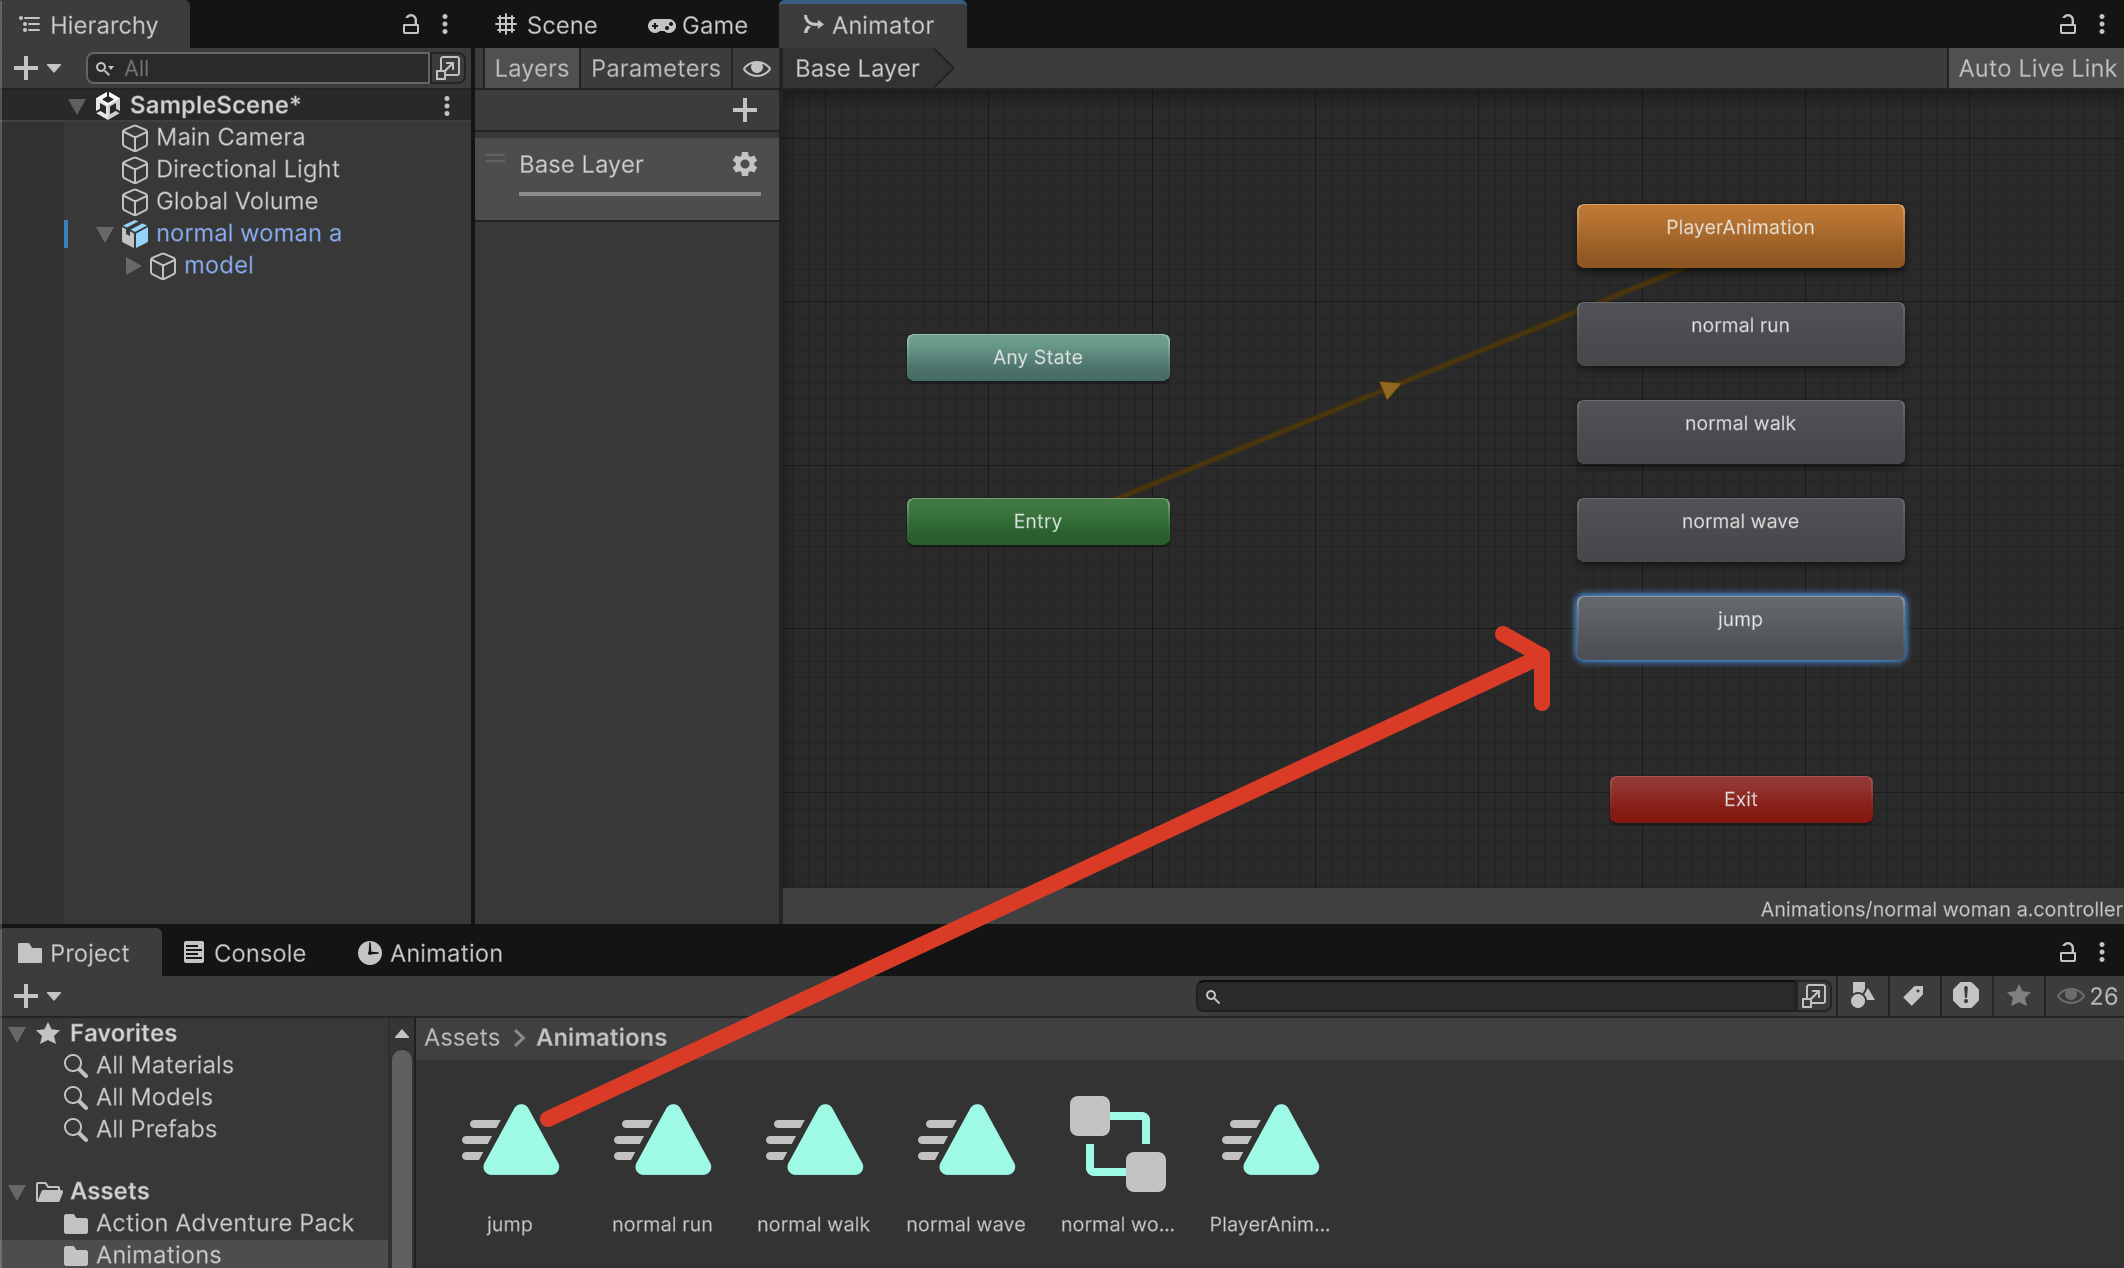 Hierarchy
All
SampleScene*
Main Camera
Directional Light
Global Volume
normal woman a
model
Scene
Game
Animator
Layers
Parameters
Base Layer
Auto Live Link
Base Layer
PlayerAnimation
normal run
Any State
normal walk
Entry
normal wave
jump
Exit
Animations/normal woman a.controller
Project
Console
Animation
26
Favorites
All Materials
All Models
All Prefabs
Assets
Action Adventure Pack
Animations
Assets > Animations
jump
normal run
normal walk
normal wave
normal wo...
PlayerAnim...